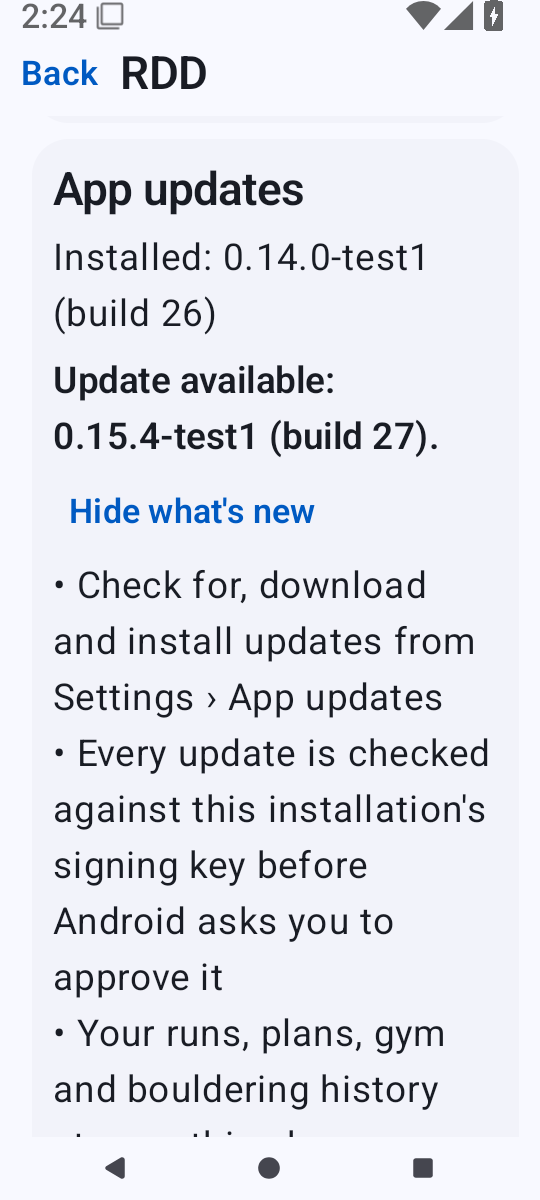 2:24
Back RDD
App updates
Installed: 0.14.0-test1
(build 26)
Update available:
0.15.4-test1 (build 27).
Hide what's new
• Check for, download
and install updates from
Settings › App updates
• Every update is checked
against this installation's
signing key before
Android asks you to
approve it
• Your runs, plans, gym
and bouldering history